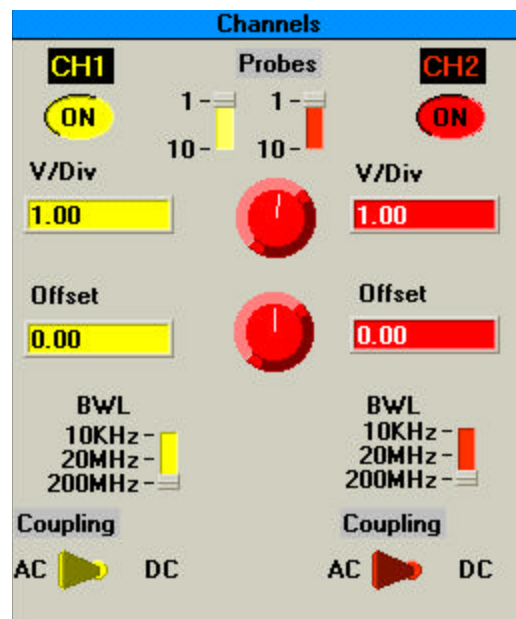 Channels
CH1 Probes CH2
ON 1 1 ON
10 10
V/Div V/Div
1.00 1.00
Offset Offset
0.00 0.00
BWL BWL
10KHz 10KHz
20MHz 20MHz
200MHz 200MHz
Coupling Coupling
AC DC AC DC